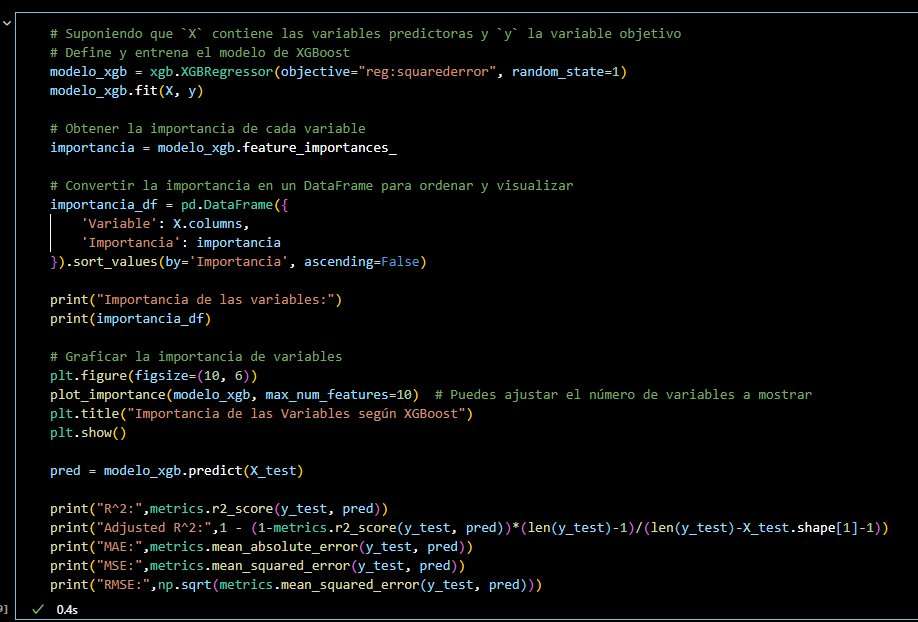 # Suponiendo que `X` contiene las variables predictoras y `y` la variable objetivo
# Define y entrena el modelo de XGBoost
modelo_xgb = xgb.XGBRegressor(objective="reg:squarederror", random_state=1)
modelo_xgb.fit(X, y)
# Obtener la importancia de cada variable
importancia = modelo_xgb.feature_importances_
# Convertir la importancia en un DataFrame para ordenar y visualizar
importancia_df = pd.DataFrame({
    'Variable': X.columns,
    'Importancia': importancia
}).sort_values(by='Importancia', ascending=False)
print("Importancia de las variables:")
print(importancia_df)
# Graficar la importancia de variables
plt.figure(figsize=(10, 6))
plot_importance(modelo_xgb, max_num_features=10)  # Puedes ajustar el número de variables a mostrar
plt.title("Importancia de las Variables según XGBoost")
plt.show()
pred = modelo_xgb.predict(X_test)
print("R^2:",metrics.r2_score(y_test, pred))
print("Adjusted R^2:",1 - (1-metrics.r2_score(y_test, pred))*(len(y_test)-1)/(len(y_test)-X_test.shape[1]-1))
print("MAE:",metrics.mean_absolute_error(y_test, pred))
print("MSE:",metrics.mean_squared_error(y_test, pred))
print("RMSE:",np.sqrt(metrics.mean_squared_error(y_test, pred)))
0.4s